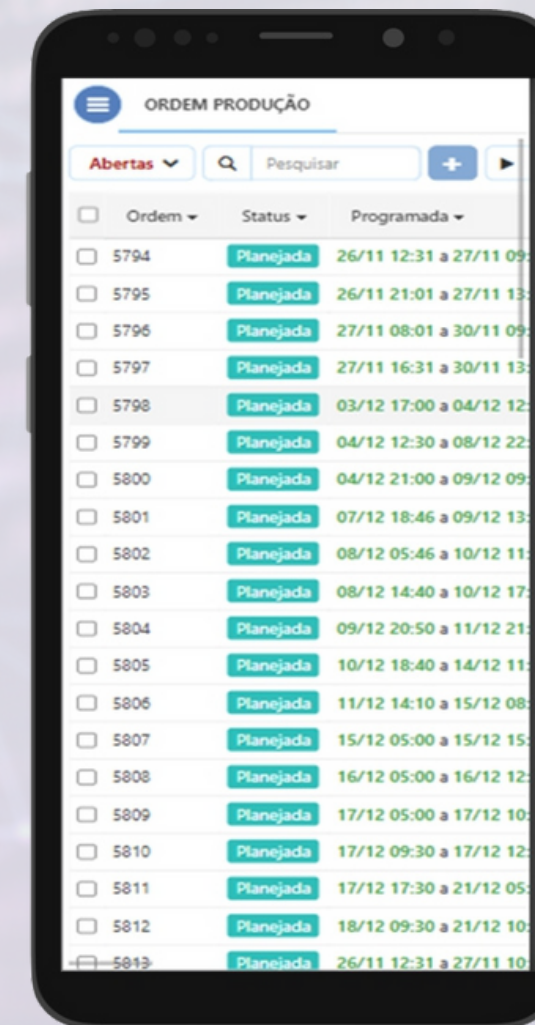 ORDEM PRODUÇÃO
Abertas Pesquisar
Ordem Status Programada
5794 Planejada 26/11 12:31 a 27/11 09:
5795 Planejada 26/11 21:01 a 27/11 13:
5796 Planejada 27/11 08:01 a 30/11 09:
5797 Planejada 27/11 16:31 a 30/11 13:
5798 Planejada 03/12 17:00 a 04/12 12:
5799 Planejada 04/12 12:30 a 08/12 22:
5800 Planejada 04/12 21:00 a 09/12 09:
5801 Planejada 07/12 18:46 a 09/12 13:
5802 Planejada 08/12 05:46 a 10/12 11:
5803 Planejada 08/12 14:40 a 10/12 17:
5804 Planejada 09/12 20:50 a 11/12 21:
5805 Planejada 10/12 18:40 a 14/12 11:
5806 Planejada 11/12 14:10 a 15/12 08:
5807 Planejada 15/12 05:00 a 15/12 15:
5808 Planejada 16/12 05:00 a 16/12 12:
5809 Planejada 17/12 05:00 a 17/12 10:
5810 Planejada 17/12 09:30 a 17/12 12:
5811 Planejada 17/12 17:30 a 21/12 05:
5812 Planejada 18/12 09:30 a 21/12 10:
5813 Planejada 26/11 12:31 a 27/11 10: